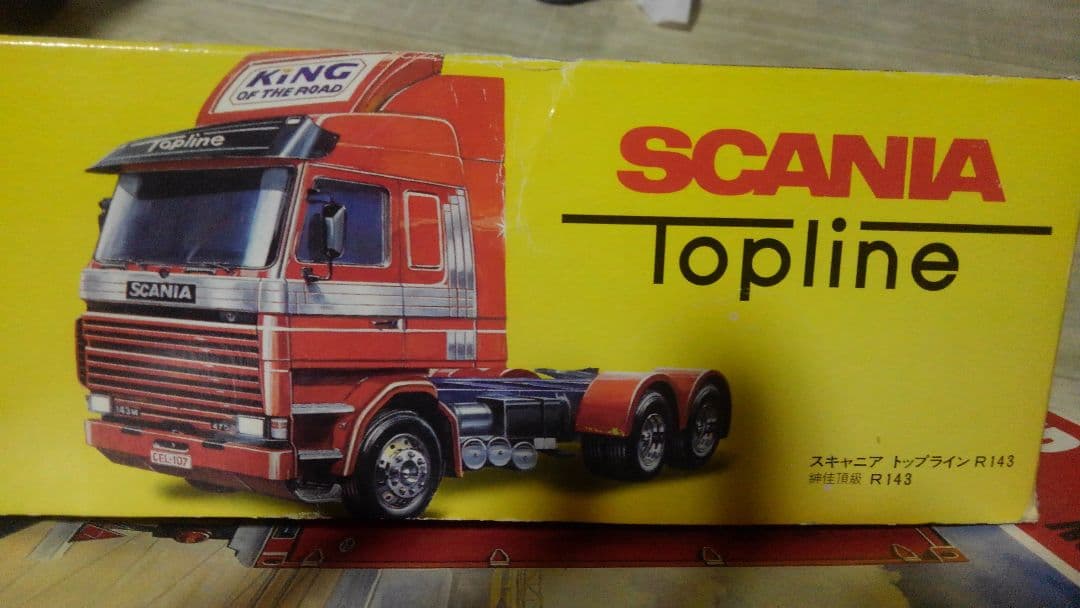 KiNG
OF THE ROAD
Topline
SCANIA
143M
CEL-107
SCANIA
Topline
スキャニア トップライン R143
紳佳頂級 R143